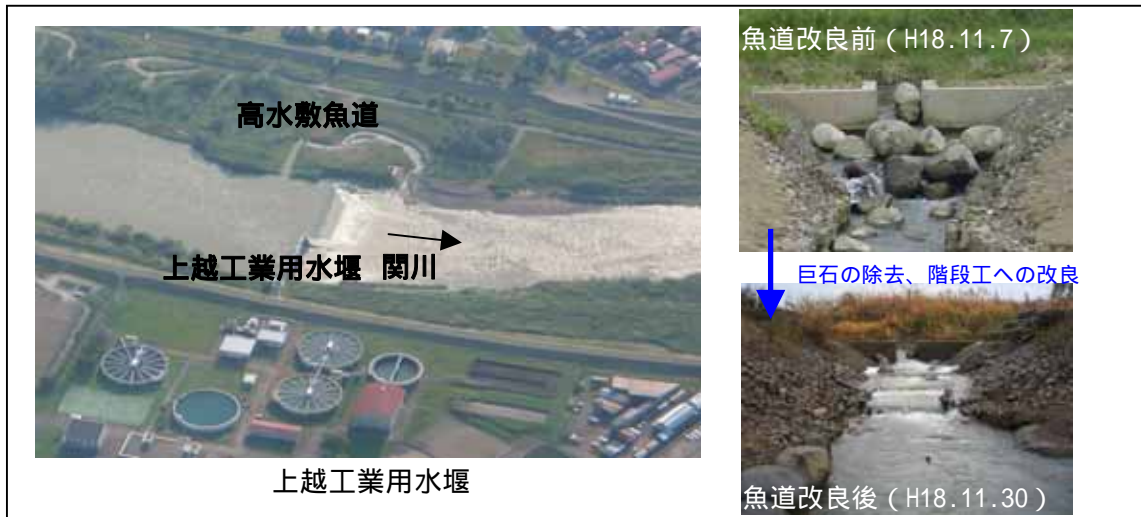 高水敷魚道
上越工業用水堰 関川
上越工業用水堰
魚道改良前(H18.11.7)
巨石の除去、階段工への改良
魚道改良後(H18.11.30)